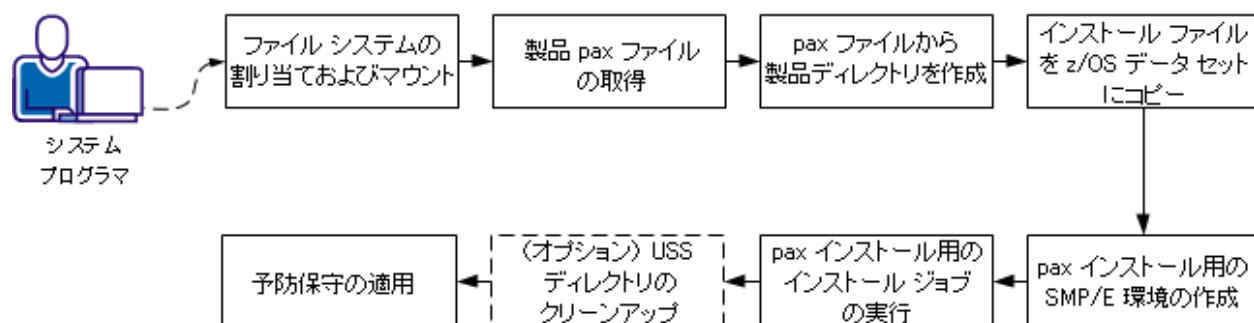 システム
プログラマ
ファイル システムの
割り当ておよびマウント
製品 pax ファイル
の取得
pax ファイルから
製品ディレクトリを作成
インストール ファイル
を z/OS データ セット
にコピー
pax インストール用の
SMP/E 環境の作成
pax インストール用の
インストール ジョブ
の実行
(オプション) USS
ディレクトリの
クリーンアップ
予防保守の適用